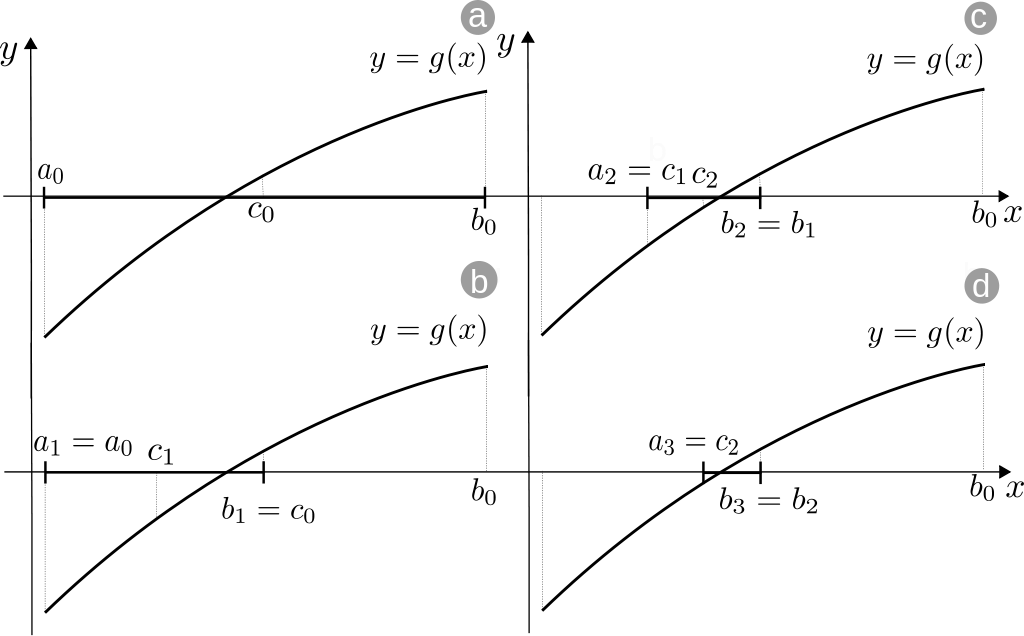 a
y
y = g(x)
a₀
c₀
b₀
b
y = g(x)
a₁ = a₀
c₁
b₁ = c₀
b₀
c
y
y = g(x)
a₂ = c₁
c₂
b₂ = b₁
b₀
x
d
y = g(x)
a₃ = c₂
b₃ = b₂
b₀
x